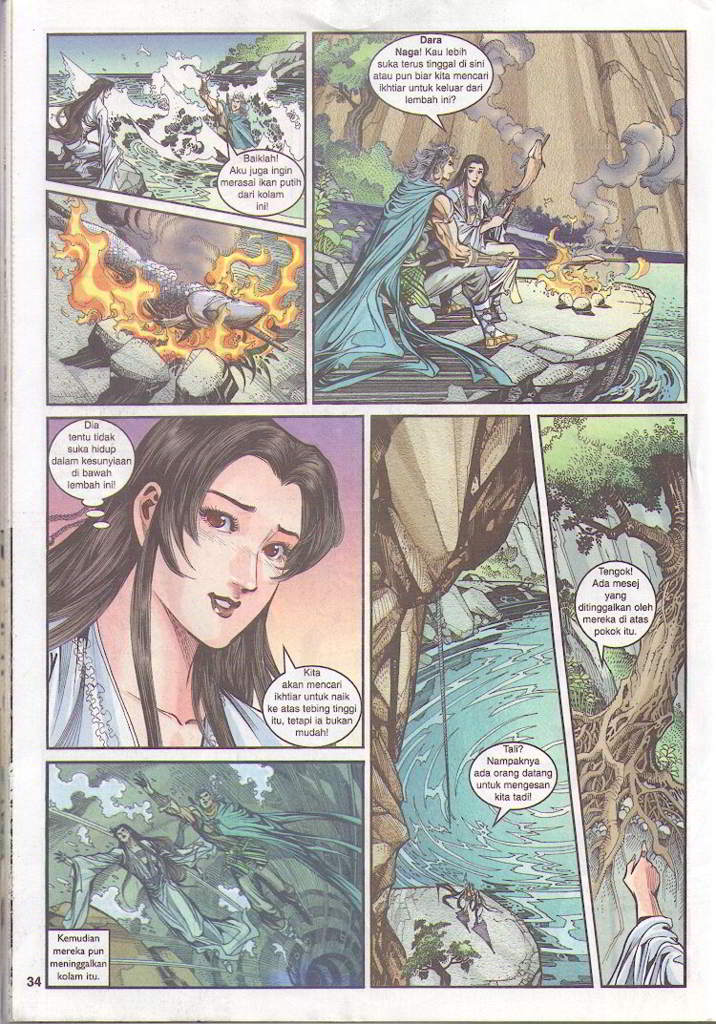 Baiklah!
Aku juga ingin
merasai ikan putih
dari kolam
ini!
Dara
Naga! Kau lebih
suka terus tinggal di sini
atau pun biar kita mencari
ikhtiar untuk keluar dari
lembah ini?
Dia
tentu tidak
suka hidup
dalam kesunyiaan
di bawah
lembah ini!
Kita
akan mencari
ikhtiar untuk naik
ke atas tebing tinggi
itu, tetapi ia bukan
mudah!
Kemudian
mereka pun
meninggalkan
kolam itu.
Tali?
Nampaknya
ada orang datang
untuk mengesan
kita tadi!
Tengok!
Ada mesej
yang
ditinggalkan oleh
mereka di atas
pokok itu.
34